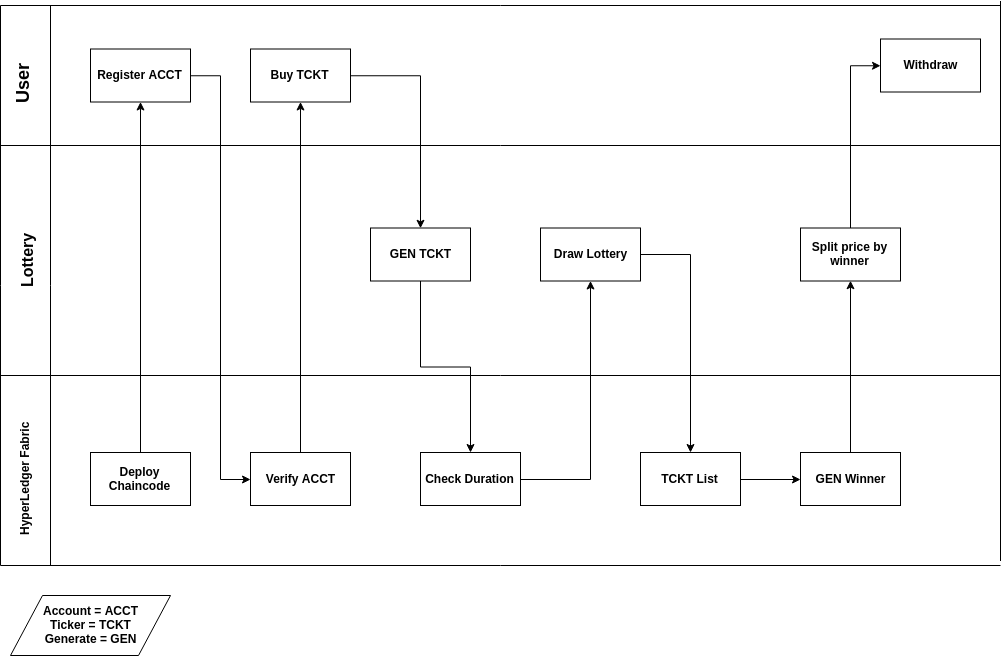 User
Register ACCT
Buy TCKT
Withdraw
Lottery
GEN TCKT
Draw Lottery
Split price by
winner
HyperLedger Fabric
Deploy
Chaincode
Verify ACCT
Check Duration
TCKT List
GEN Winner
Account = ACCT
Ticker = TCKT
Generate = GEN